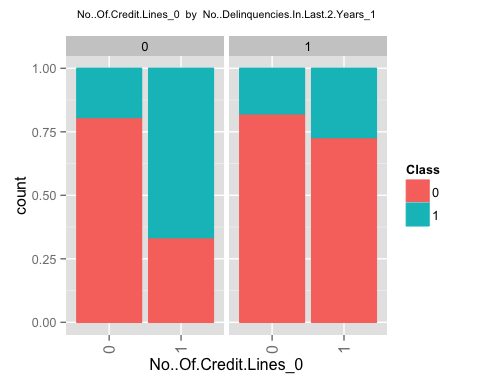 No..Of.Credit.Lines_0 by No..Delinquencies.In.Last.2.Years_1
0 1
1.00
0.75
0.50
0.25
0.00
count
0 1 0 1
No..Of.Credit.Lines_0
Class
0
1